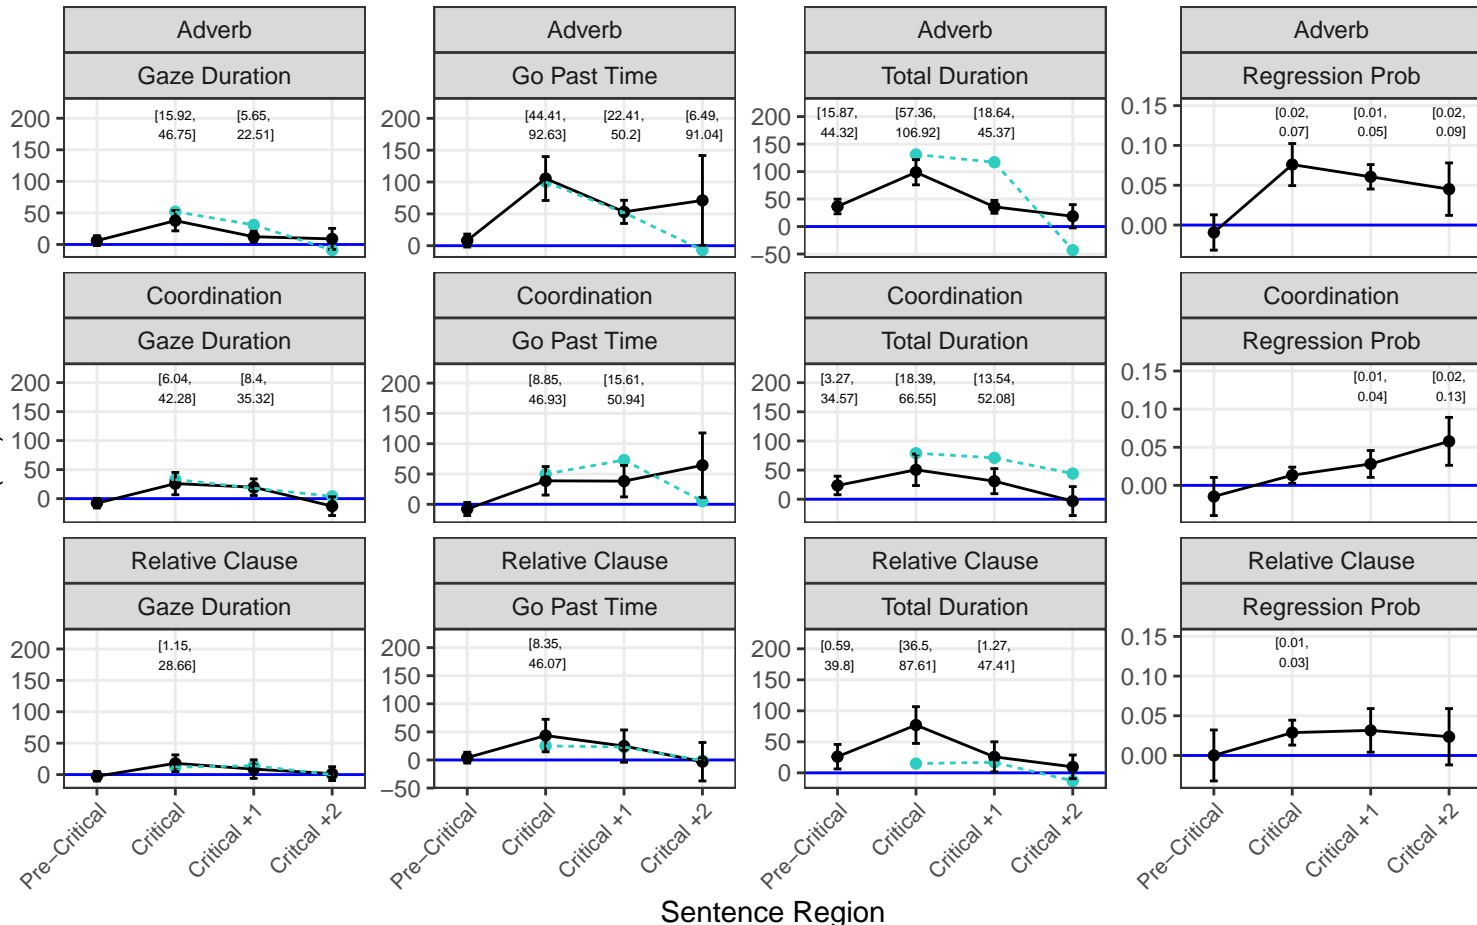 Adverb
Adverb
Adverb
Adverb
Gaze Duration
Go Past Time
Total Duration
Regression Prob
200
150
100
50
0
[15.92,
46.75]
[5.65,
22.51]
200
150
100
50
0
[44.41,
92.63]
[22.41,
50.2]
[6.49,
91.04]
200
150
100
50
0
−50
[15.87,
44.32]
[57.36,
106.92]
[18.64,
45.37]
0.15
0.10
0.05
0.00
[0.02,
0.07]
[0.01,
0.05]
[0.02,
0.09]
Coordination
Coordination
Coordination
Coordination
Gaze Duration
Go Past Time
Total Duration
Regression Prob
200
150
100
50
0
[6.04,
42.28]
[8.4,
35.32]
200
150
100
50
0
[8.85,
46.93]
[15.61,
50.94]
200
150
100
50
0
[3.27,
34.57]
[18.39,
66.55]
[13.54,
52.08]
0.15
0.10
0.05
0.00
[0.01,
0.04]
[0.02,
0.13]
Relative Clause
Relative Clause
Relative Clause
Relative Clause
Gaze Duration
Go Past Time
Total Duration
Regression Prob
200
150
100
50
0
[1.15,
28.66]
200
150
100
50
0
−50
[8.35,
46.07]
200
150
100
50
0
[0.59,
39.8]
[36.5,
87.61]
[1.27,
47.41]
0.15
0.10
0.05
0.00
[0.01,
0.03]
Pre−Critical
Critical
Critical +1
Critcal +2
Pre−Critical
Critical
Critical +1
Critcal +2
Pre−Critical
Critical
Critical +1
Critcal +2
Pre−Critical
Critical
Critical +1
Critcal +2
Sentence Region